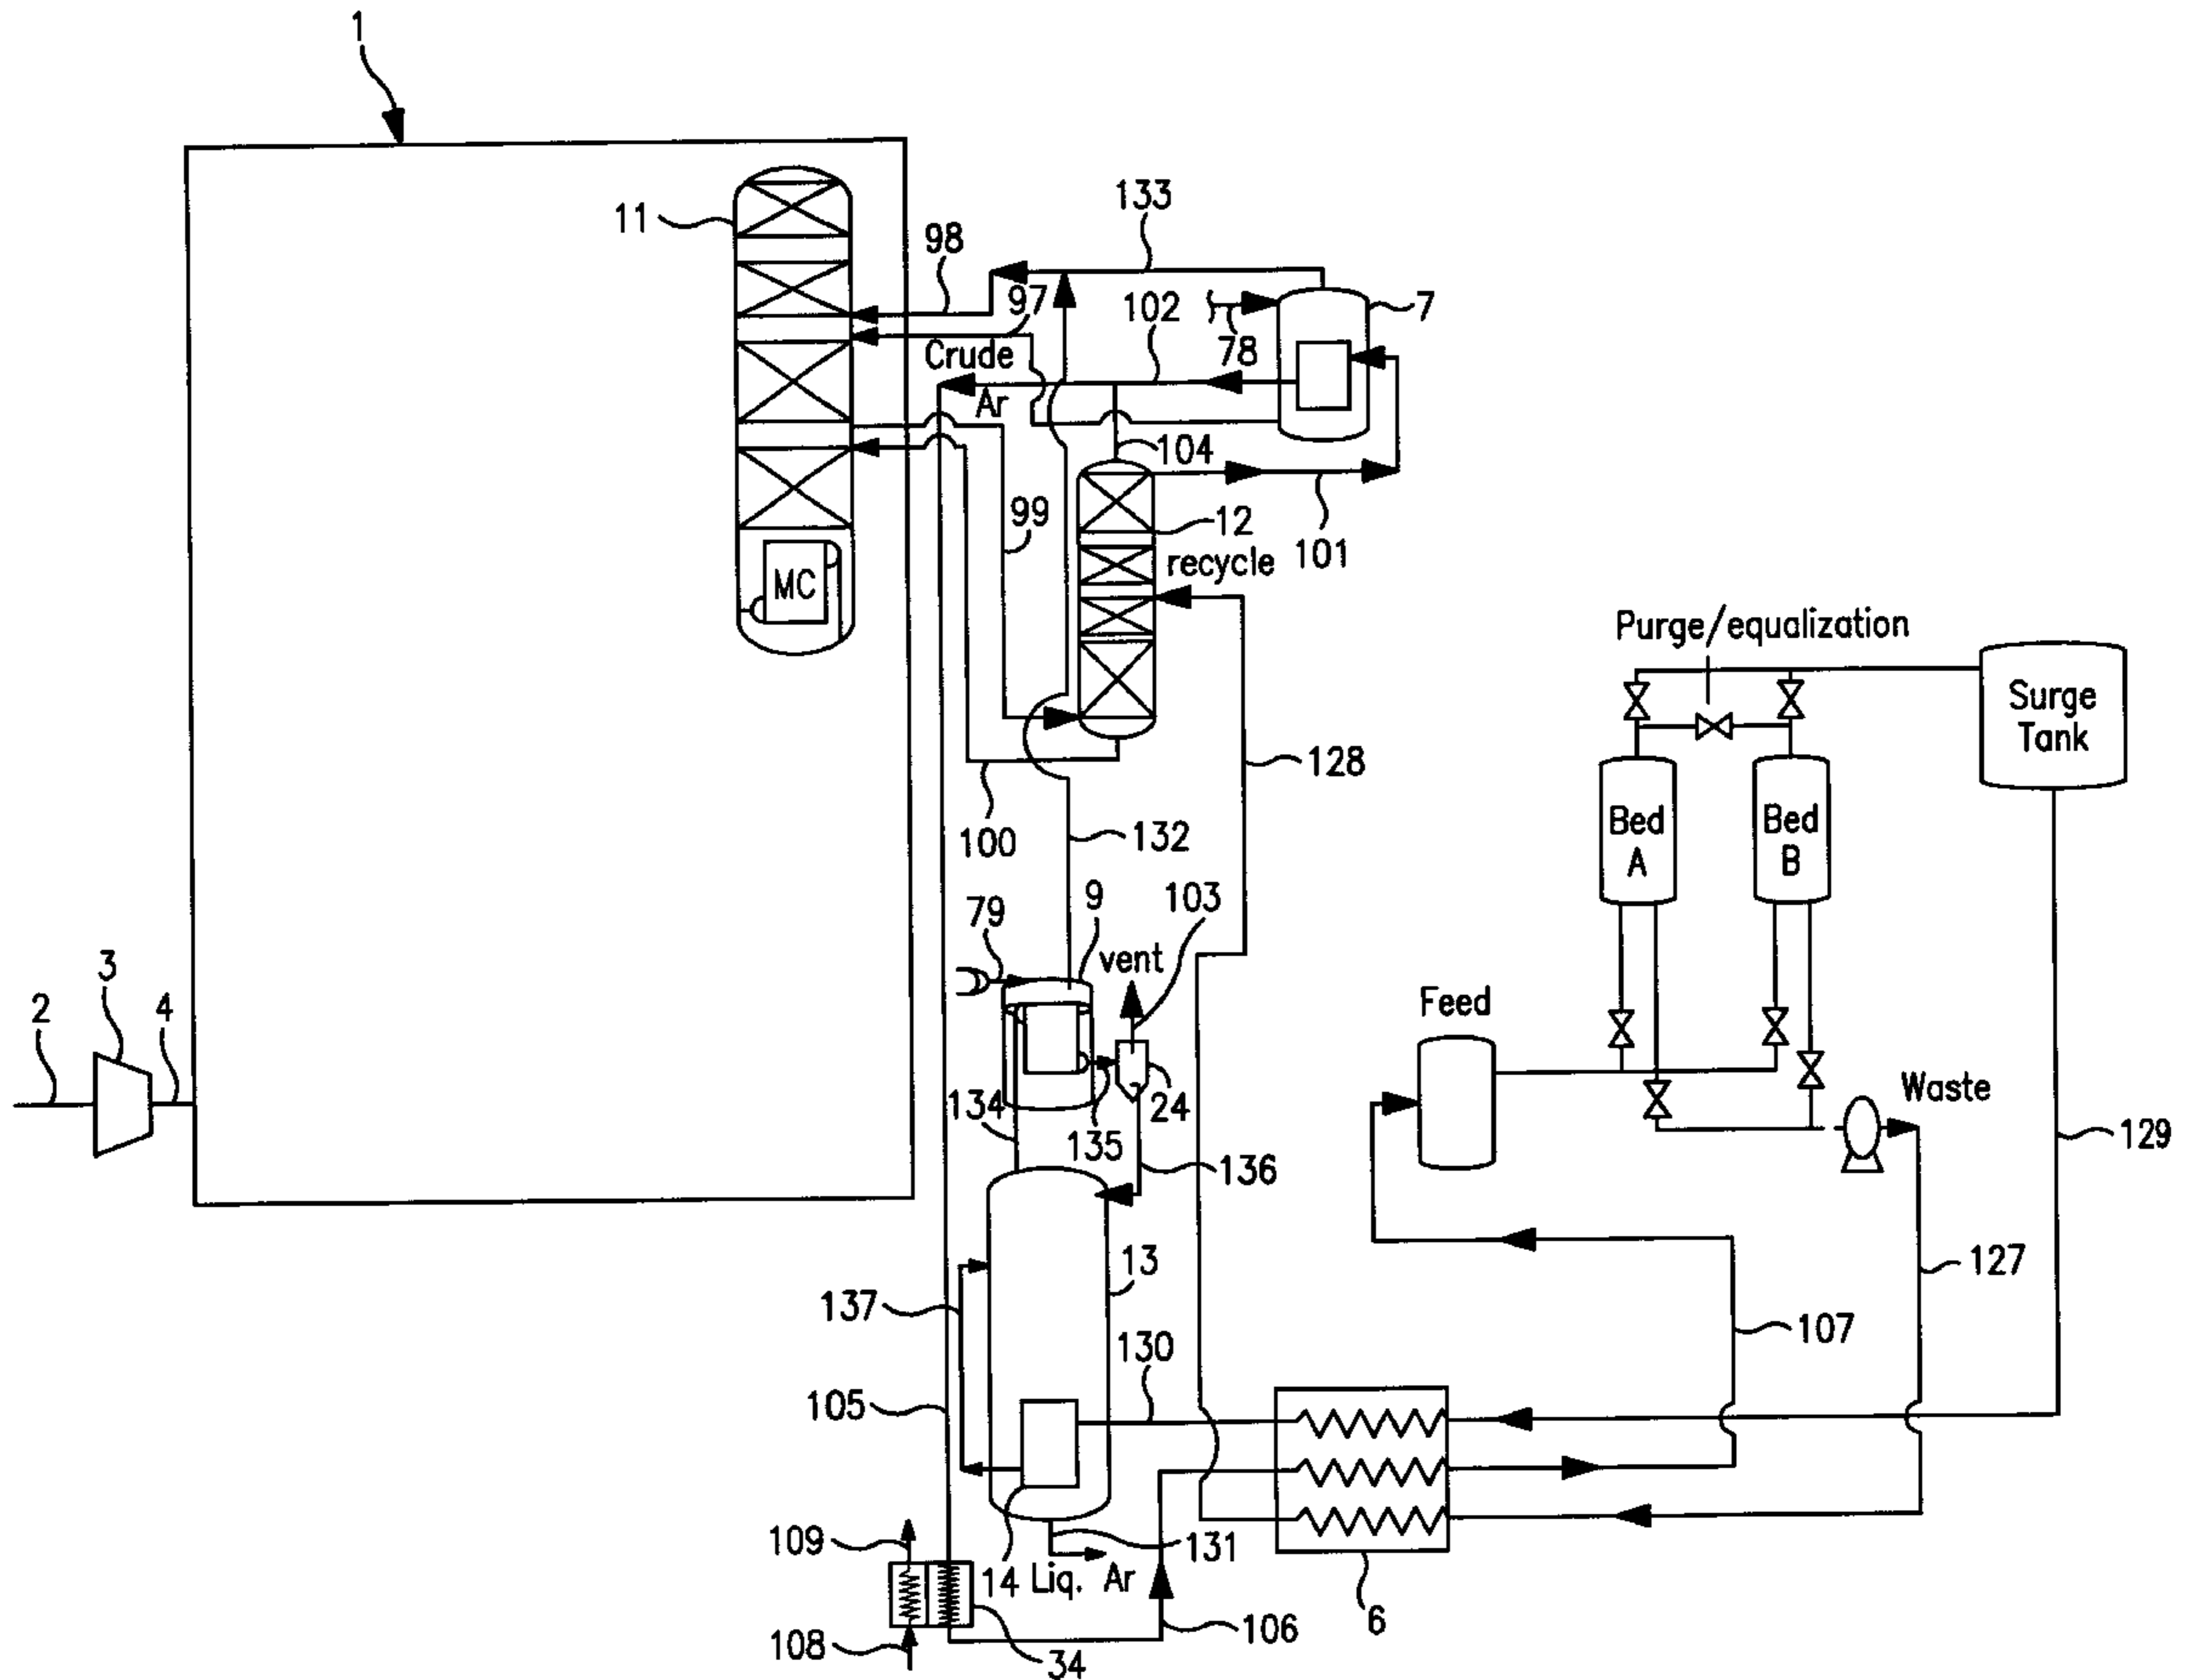 1
133
11
98
97
102
7
78
Crude
Ar
104
99
12
101
recycle
Purge/equalization
Surge
Tank
128
100
132
Bed
A
Bed
B
103
79
9
vent
3
2
4
Feed
24
Waste
134
135
136
129
13
127
137
107
130
105
109
131
14
Liq. Ar
6
106
108
34
MC